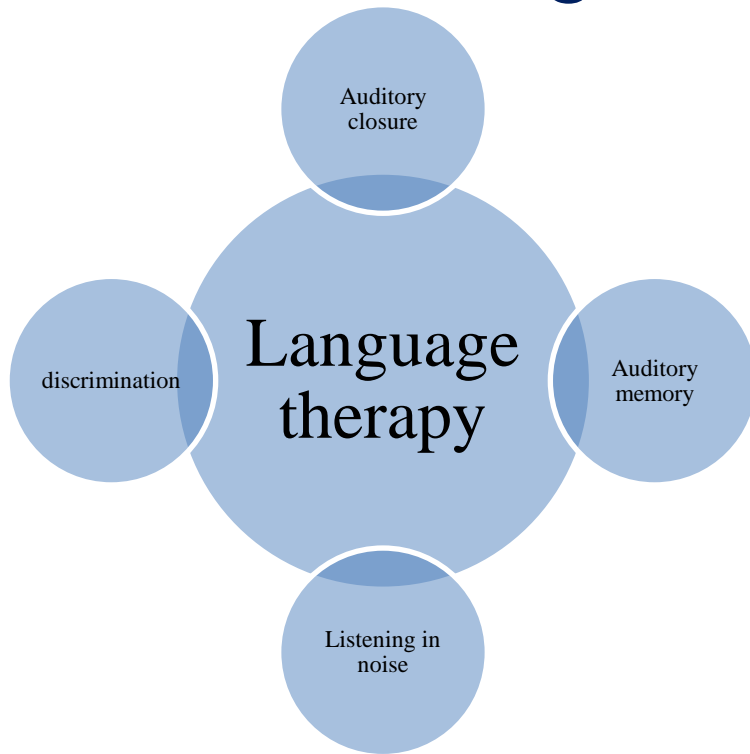 Auditory
closure
Language
therapy
discrimination
Auditory
memory
Listening in
noise